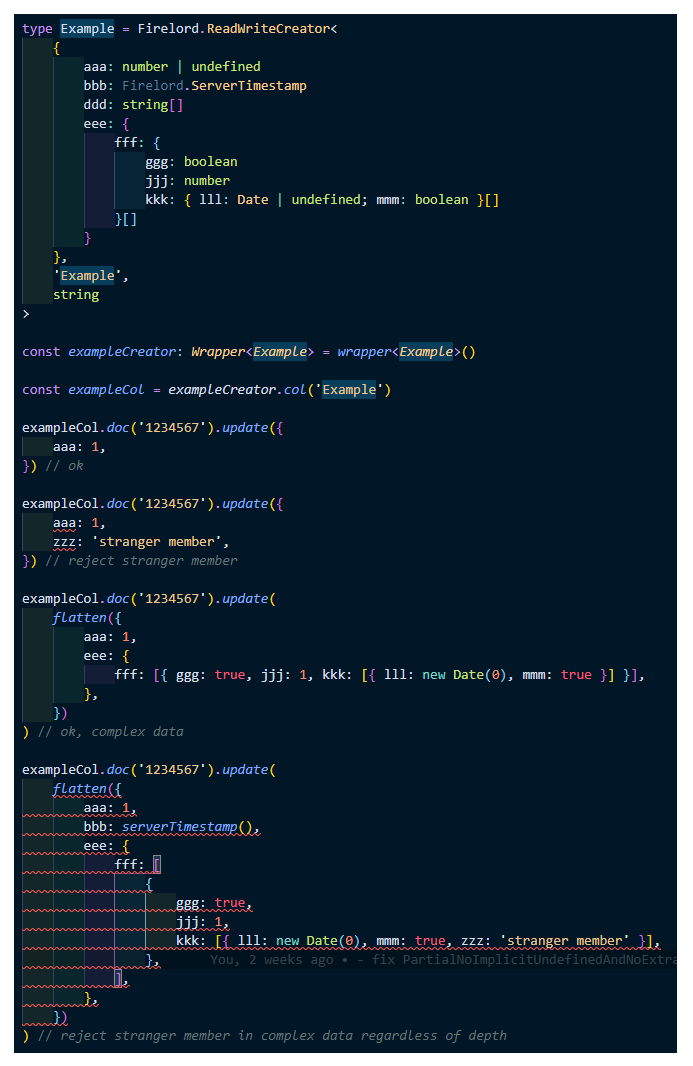 type Example = Firelord.ReadWriteCreator<
{
aaa: number | undefined
bbb: Firelord.ServerTimestamp
ddd: string[]
eee: {
fff: {
ggg: boolean
jjj: number
kkk: { lll: Date | undefined; mmm: boolean }[]
}[]
}
},
'Example',
string
>
const exampleCreator: Wrapper<Example> = wrapper<Example>()
const exampleCol = exampleCreator.col('Example')
exampleCol.doc('1234567').update({
aaa: 1,
}) // ok
exampleCol.doc('1234567').update({
aaa: 1,
zzz: 'stranger member',
}) // reject stranger member
exampleCol.doc('1234567').update(
flatten({
aaa: 1,
eee: {
fff: [{ ggg: true, jjj: 1, kkk: [{ lll: new Date(0), mmm: true }] }],
},
})
) // ok, complex data
exampleCol.doc('1234567').update(
flatten({
aaa: 1,
bbb: serverTimestamp(),
eee: {
fff: [
{
ggg: true,
jjj: 1,
kkk: [{ lll: new Date(0), mmm: true, zzz: 'stranger member' }],
}, You, 2 weeks ago • - fix PartialNoImplicitUndefinedAndNoExtra
],
},
})
) // reject stranger member in complex data regardless of depth